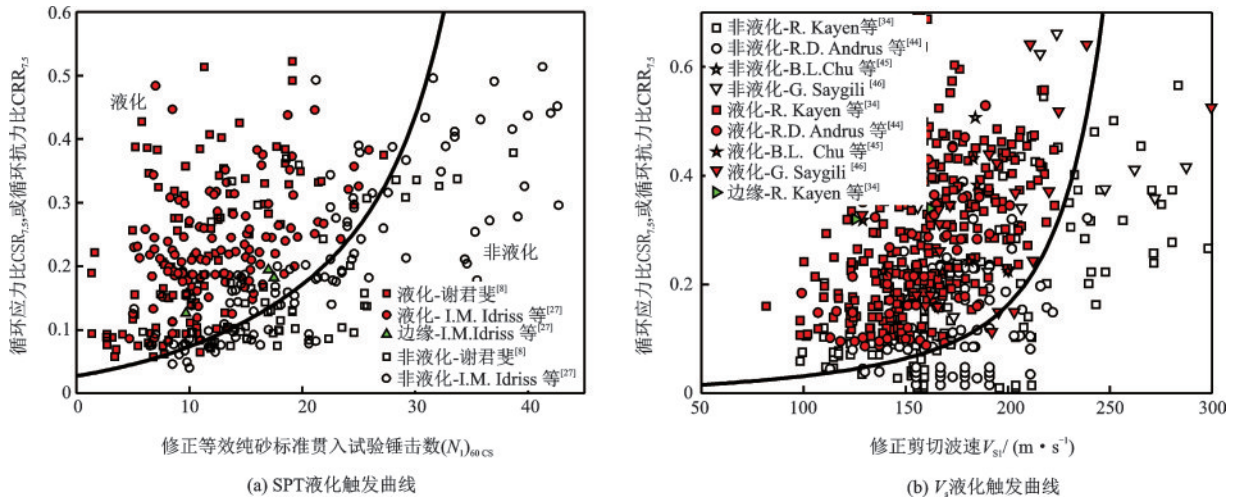 0.6
0.5
0.4
0.3
0.2
0.1
0
0
10
20
30
40
循环应力比CSR7.5,或循环抗力比CRR7.5
液化
非液化
液化-谢君斐[8]
液化- I.M. Idriss 等[27]
边缘-I.M.Idriss 等[27]
非液化-谢君斐[8]
非液化-I.M. Idriss 等[27]
修正等效纯砂标准贯入试验锤击数(N1)60 CS
(a) SPT液化触发曲线
0.6
0.4
0.2
0
50
100
150
200
250
300
循环应力比CSR7.5,或循环抗力比CRR7.5
非液化-R. Kayen等[34]
非液化-R.D. Andrus 等[44]
非液化-B.L.Chu 等[45]
非液化-G. Saygili [46]
液化-R. Kayen等[34]
液化-R.D. Andrus 等[44]
液化-B.L. Chu 等[45]
液化-G. Saygili [46]
边缘-R. Kayen 等[34]
修正剪切波速VS1/ (m·s-1)
(b) Vs液化触发曲线